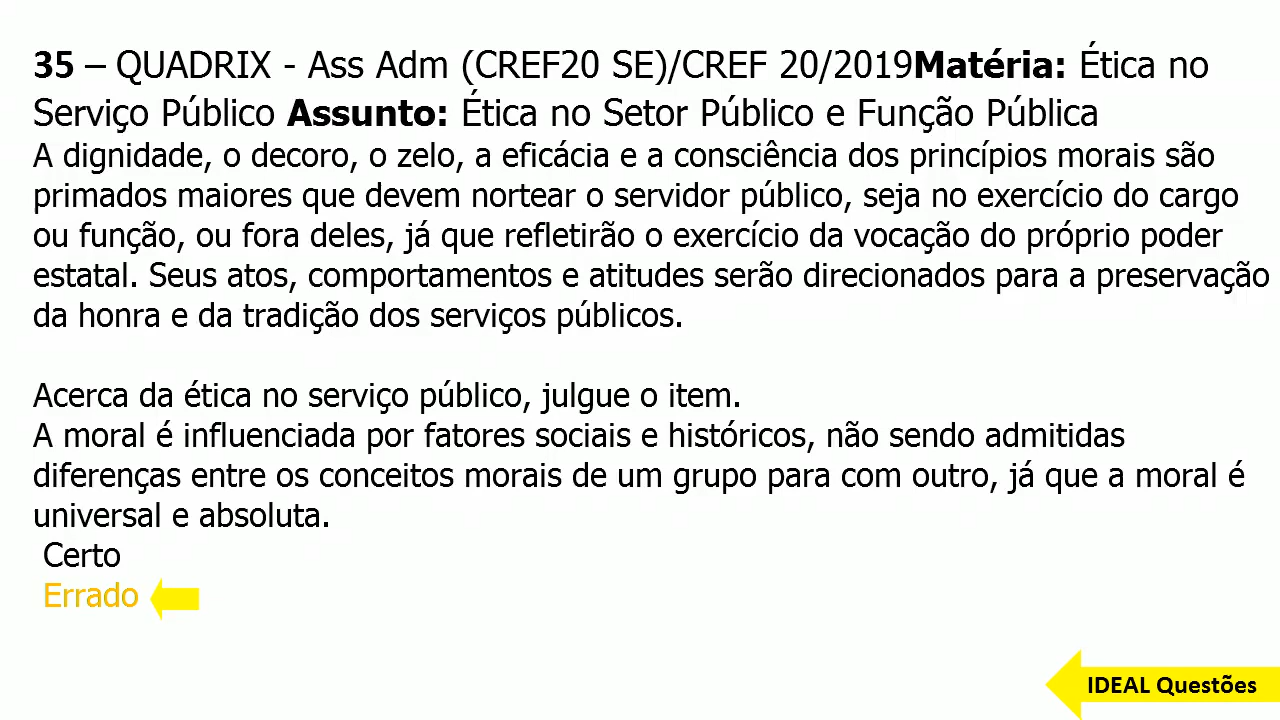 35 – QUADRIX - Ass Adm (CREF20 SE)/CREF 20/2019Matéria: Ética no
Serviço Público Assunto: Ética no Setor Público e Função Pública
A dignidade, o decoro, o zelo, a eficácia e a consciência dos princípios morais são
primados maiores que devem nortear o servidor público, seja no exercício do cargo
ou função, ou fora deles, já que refletirão o exercício da vocação do próprio poder
estatal. Seus atos, comportamentos e atitudes serão direcionados para a preservação
da honra e da tradição dos serviços públicos.
Acerca da ética no serviço público, julgue o item.
A moral é influenciada por fatores sociais e históricos, não sendo admitidas
diferenças entre os conceitos morais de um grupo para com outro, já que a moral é
universal e absoluta.
Certo
Errado
IDEAL Questões